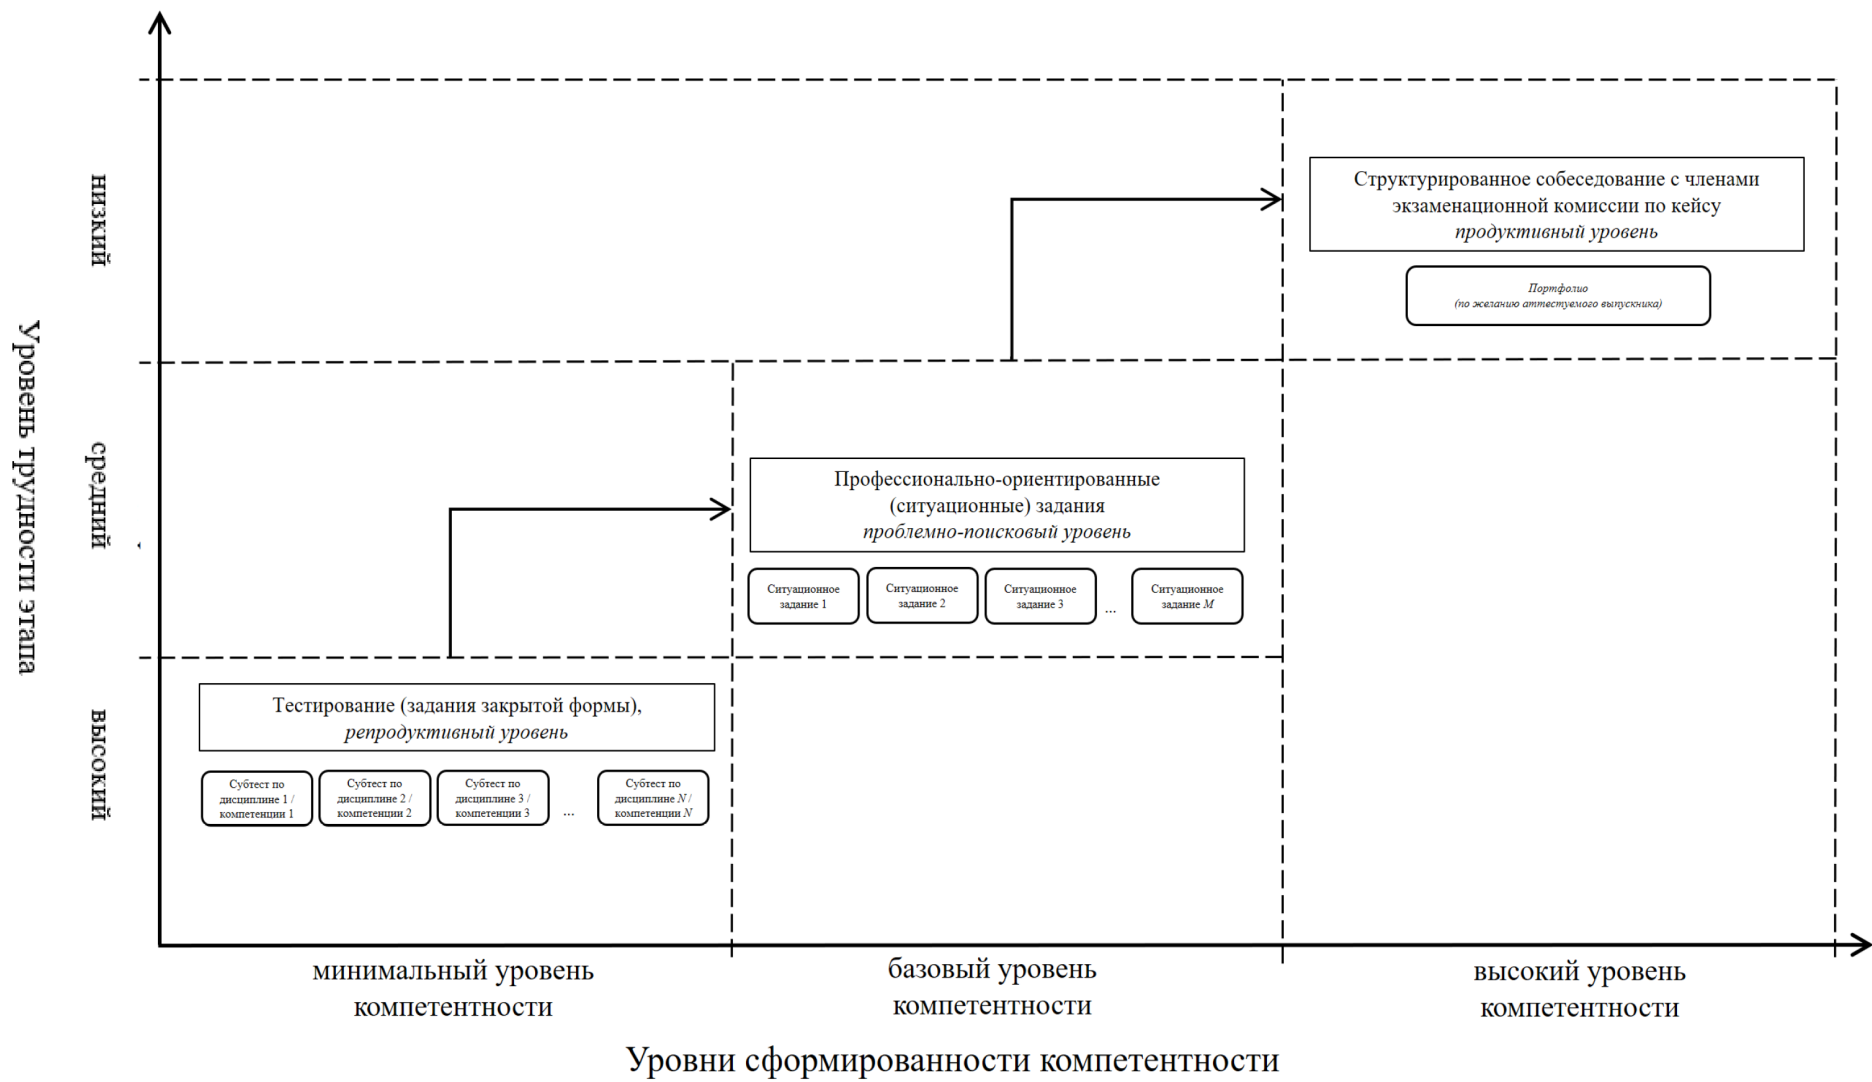 Уровень трудности этапа
низкий
средний
высокий
Структурированное собеседование с членами
экзаменационной комиссии по кейсу
продуктивный уровень
Портфолио
(по желанию аттестуемого выпускника)
Профессионально-ориентированные
(ситуационные) задания
проблемно-поисковый уровень
Ситуационное
задание 1
Ситуационное
задание 2
Ситуационное
задание 3
...
Ситуационное
задание M
Тестирование (задания закрытой формы),
репродуктивный уровень
Субтест по
дисциплине 1 /
компетенции 1
Субтест по
дисциплине 2 /
компетенции 2
Субтест по
дисциплине 3 /
компетенции 3
...
Субтест по
дисциплине N /
компетенции N
минимальный уровень
компетентности
базовый уровень
компетентности
высокий уровень
компетентности
Уровни сформированности компетентности